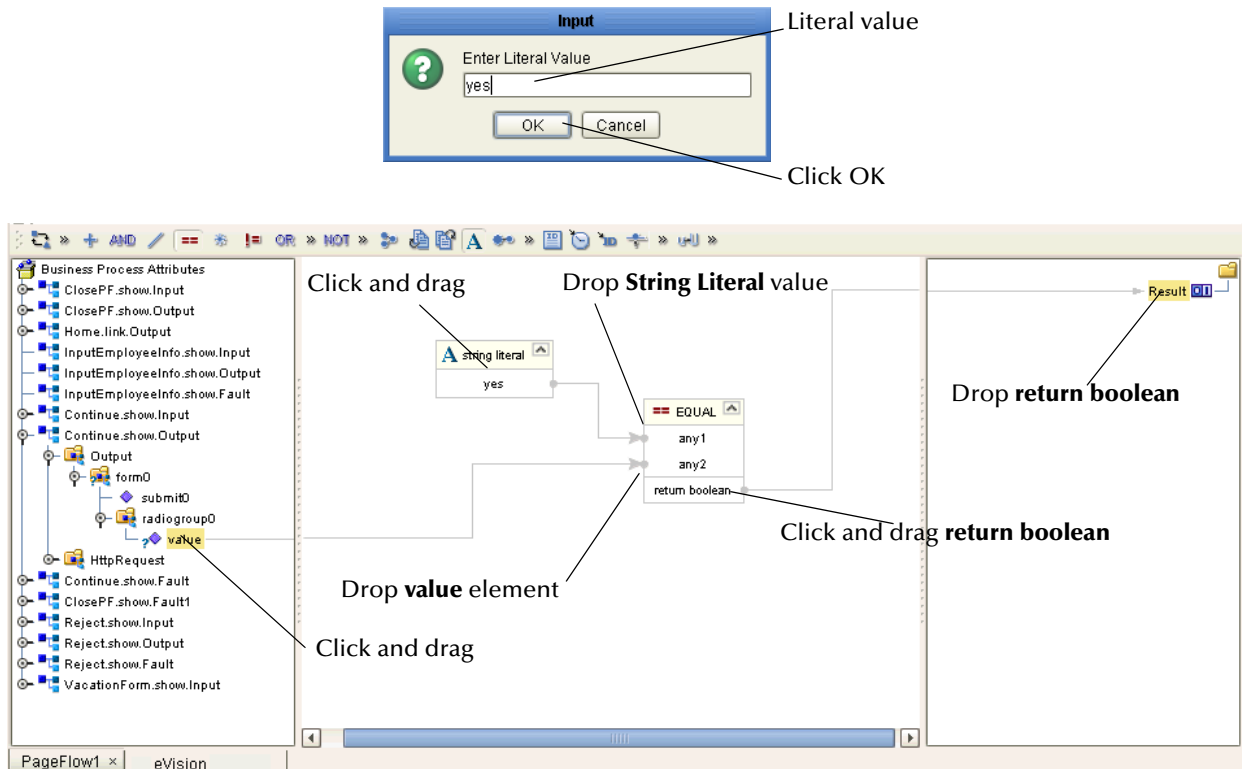 Input
Literal value
Enter Literal Value
yes
OK
Cancel
Click OK
» AND == != OR » NOT » A » ID ID » »
Business Process Attributes
ClosePF.show.Input
ClosePF.show.Output
Home.link.Output
InputEmployeeInfo.show.Input
InputEmployeeInfo.show.Output
InputEmployeeInfo.show.Fault
Continue.show.Input
Continue.show.Output
Output
form0
submit0
radiogroup0
value
HttpRequest
Continue.show.Fault
ClosePF.show.Fault1
Reject.show.Input
Reject.show.Output
Reject.show.Fault
VacationForm.show.Input
Click and drag
Drop String Literal value
A string literal
yes
== EQUAL
any1
any2
return boolean
Result
Drop return boolean
Click and drag return boolean
Drop value element
Click and drag
PageFlow1 ×
eVision